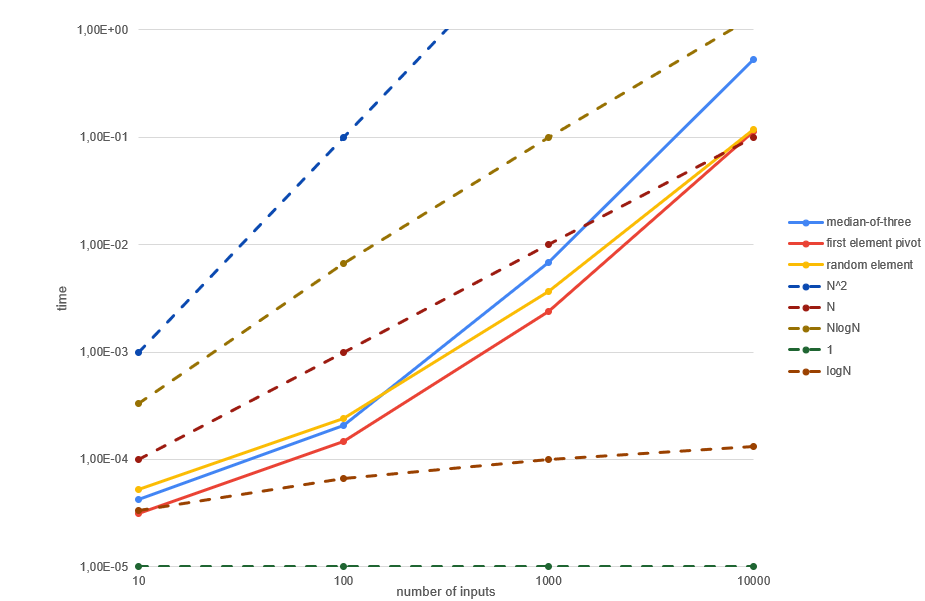 1,00E+00
1,00E-01
1,00E-02
1,00E-03
1,00E-04
1,00E-05
time
10
100
1000
10000
number of inputs
median-of-three
first element pivot
random element
N^2
N
NlogN
1
logN